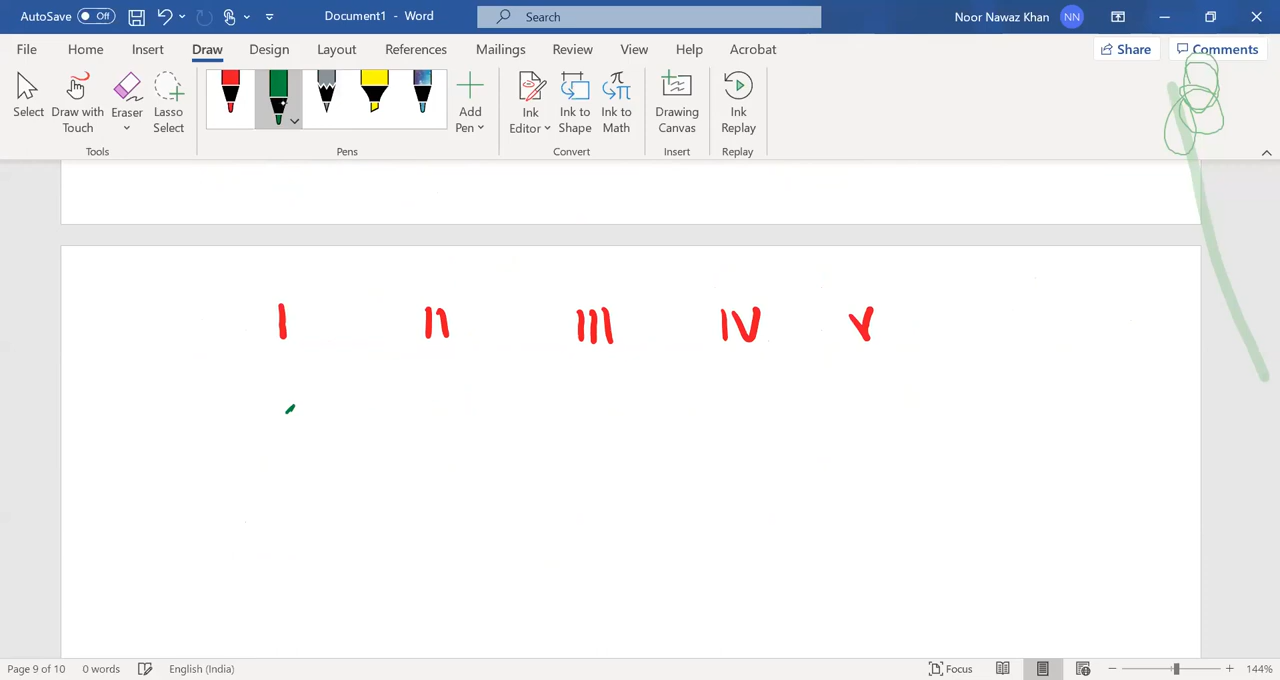 AutoSave Off Document1 - Word Search Noor Nawaz Khan NN
File Home Insert Draw Design Layout References Mailings Review View Help Acrobat Share Comments
Select Draw with Touch Eraser Lasso Select Add Pen Ink Editor Ink to Shape Ink to Math Drawing Canvas Ink Replay
Tools Pens Convert Insert Replay
I II III IV V
Page 9 of 10 0 words English (India) Focus 144%